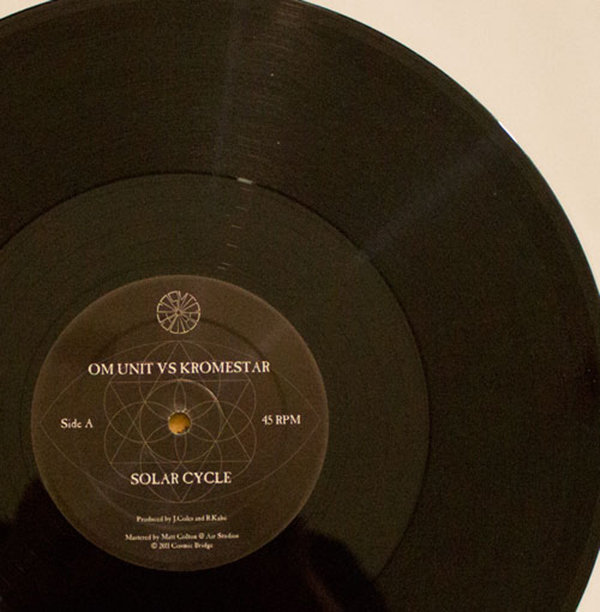 OM UNIT VS KROMESTAR
Side A
45 RPM
SOLAR CYCLE
Produced by J.Coles and R.Kabe
Mastered by Matt Colton @ Air Studios
© 2011 Cosmic Bridge